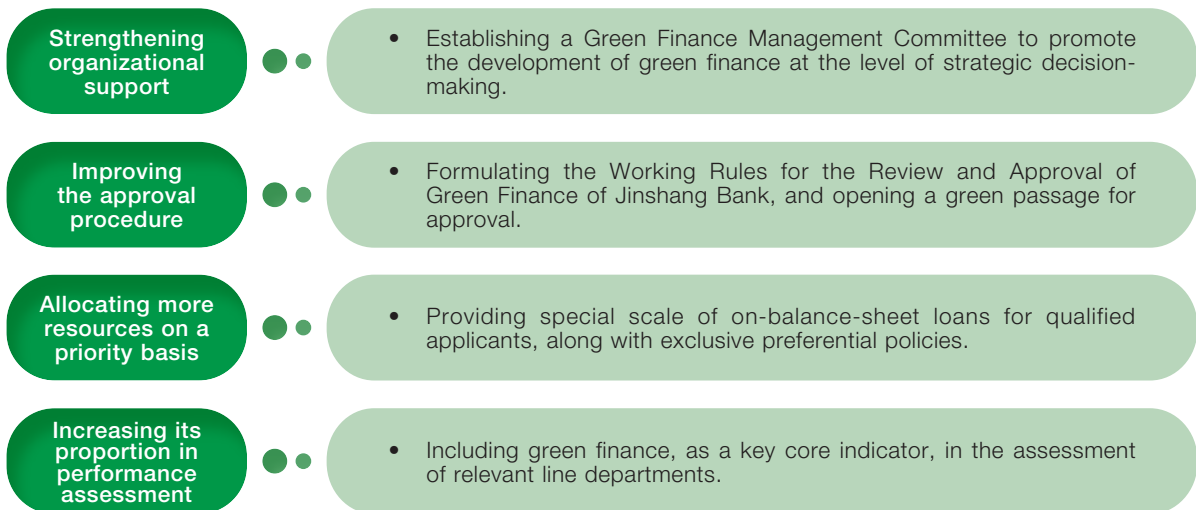 Strengthening
organizational
support
• Establishing a Green Finance Management Committee to promote
the development of green finance at the level of strategic decision-
making.
Improving
the approval
procedure
• Formulating the Working Rules for the Review and Approval of
Green Finance of Jinshang Bank, and opening a green passage for
approval.
Allocating more
resources on a
priority basis
• Providing special scale of on-balance-sheet loans for qualified
applicants, along with exclusive preferential policies.
Increasing its
proportion in
performance
assessment
• Including green finance, as a key core indicator, in the assessment
of relevant line departments.